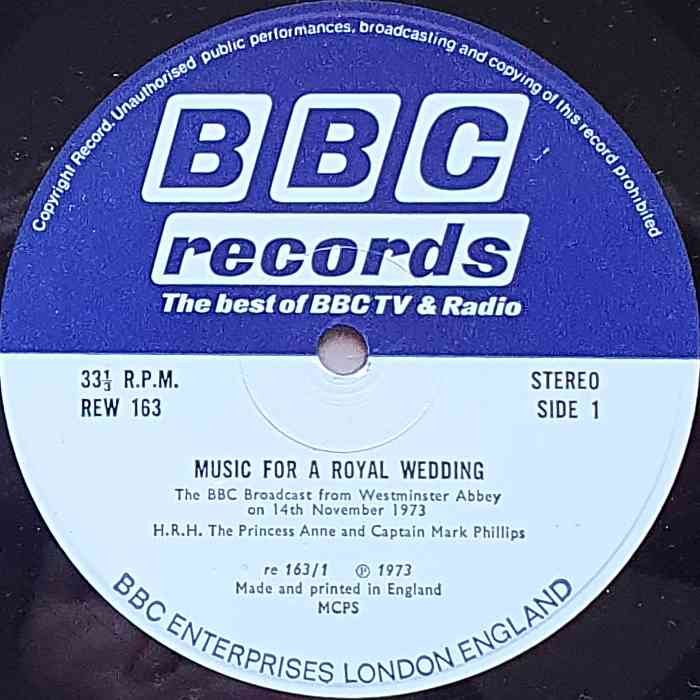 Copyright Record. Unauthorised public performances, broadcasting and copying of this record prohibited
BBC
records
The best of BBC TV & Radio
33⅓ R.P.M.
REW 163
STEREO
SIDE 1
MUSIC FOR A ROYAL WEDDING
The BBC Broadcast from Westminster Abbey
on 14th November 1973
H.R.H. The Princess Anne and Captain Mark Phillips
re 163/1 ℗ 1973
Made and printed in England
MCPS
BBC ENTERPRISES LONDON ENGLAND